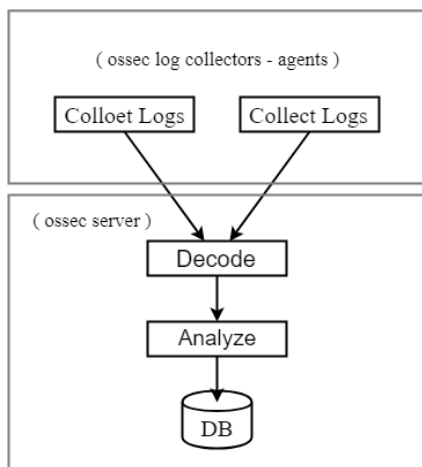 ( ossec log collectors - agents )
Colloet Logs
Collect Logs
( ossec server )
Decode
Analyze
DB